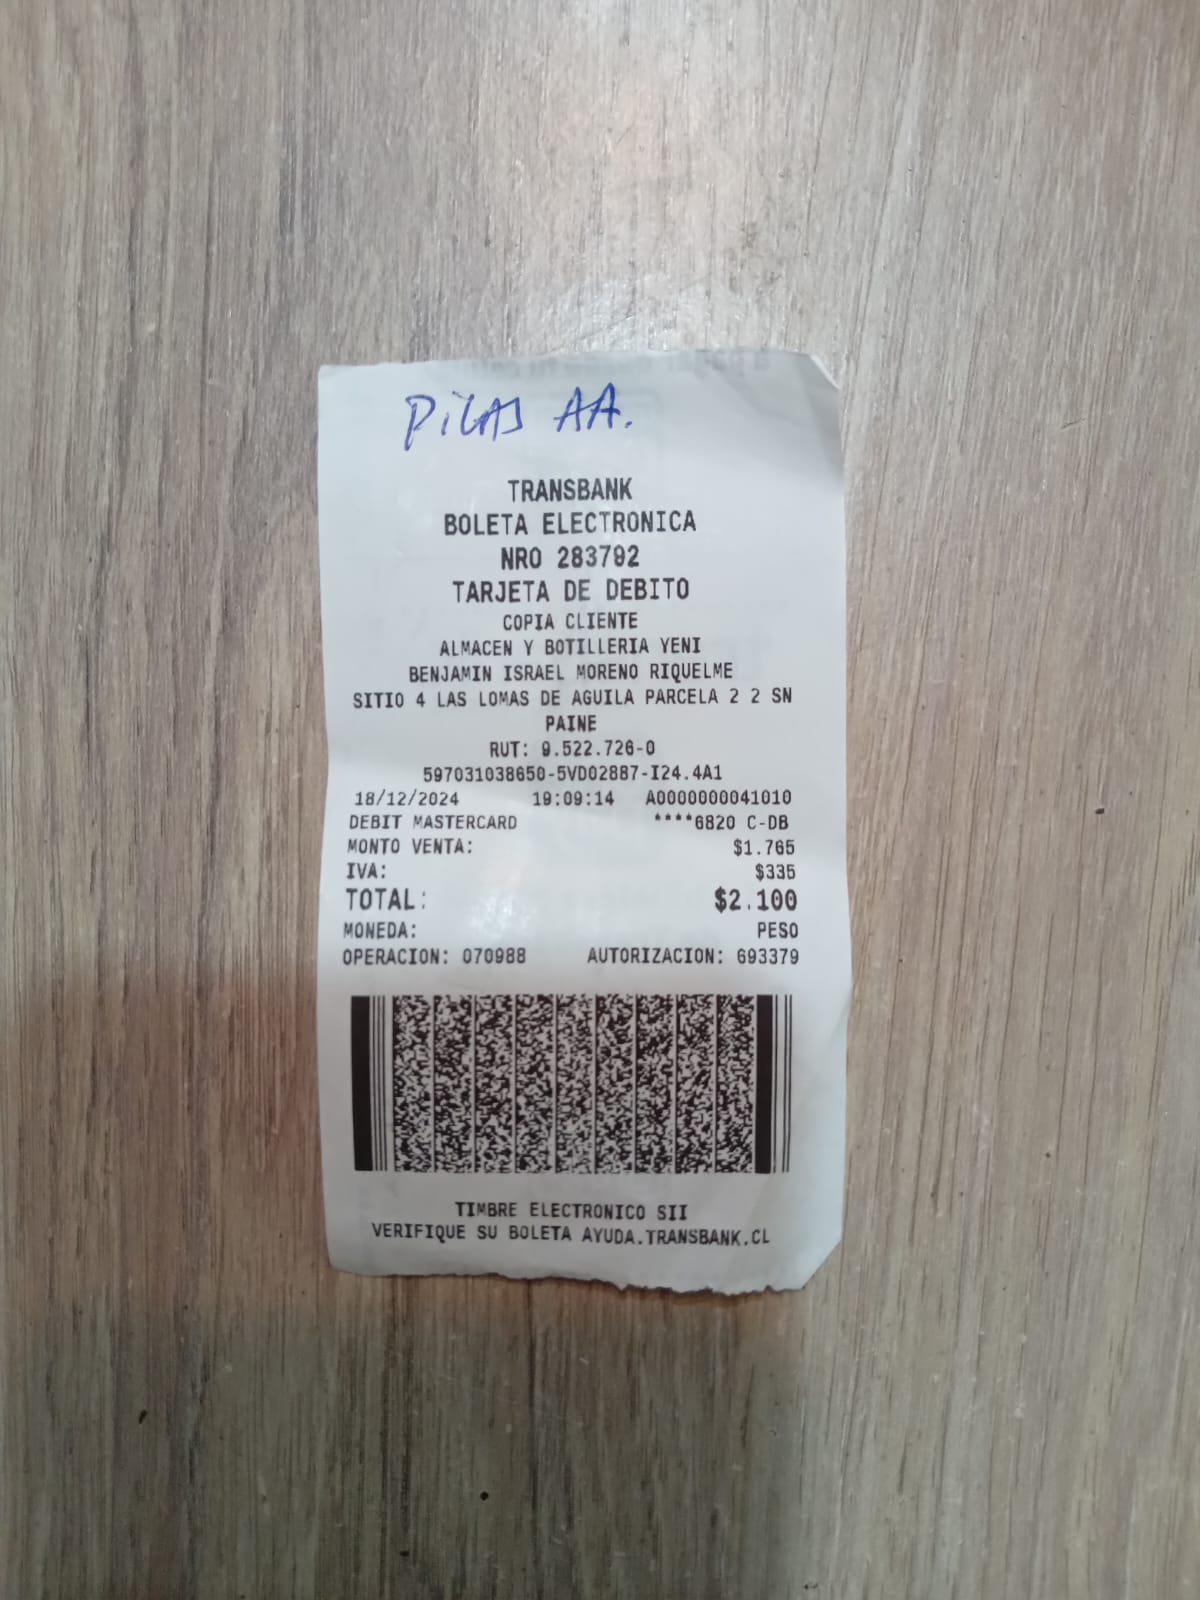 PILAS AA.
TRANSBANK
BOLETA ELECTRONICA
NRO 283792
TARJETA DE DEBITO
COPIA CLIENTE
ALMACEN Y BOTILLERIA YENI
BENJAMIN ISRAEL MORENO RIQUELME
SITIO 4 LAS LOMAS DE AGUILA PARCELA 2 2 SN
PAINE
RUT: 9.522.726-0
597031038650-5VD02887-I24.4A1
18/12/2024 19:09:14 A0000000041010
DEBIT MASTERCARD ****6820 C-DB
MONTO VENTA: $1.765
IVA: $335
TOTAL: $2.100
MONEDA: PESO
OPERACION: 070988 AUTORIZACION: 693379
TIMBRE ELECTRONICO SII
VERIFIQUE SU BOLETA AYUDA.TRANSBANK.CL